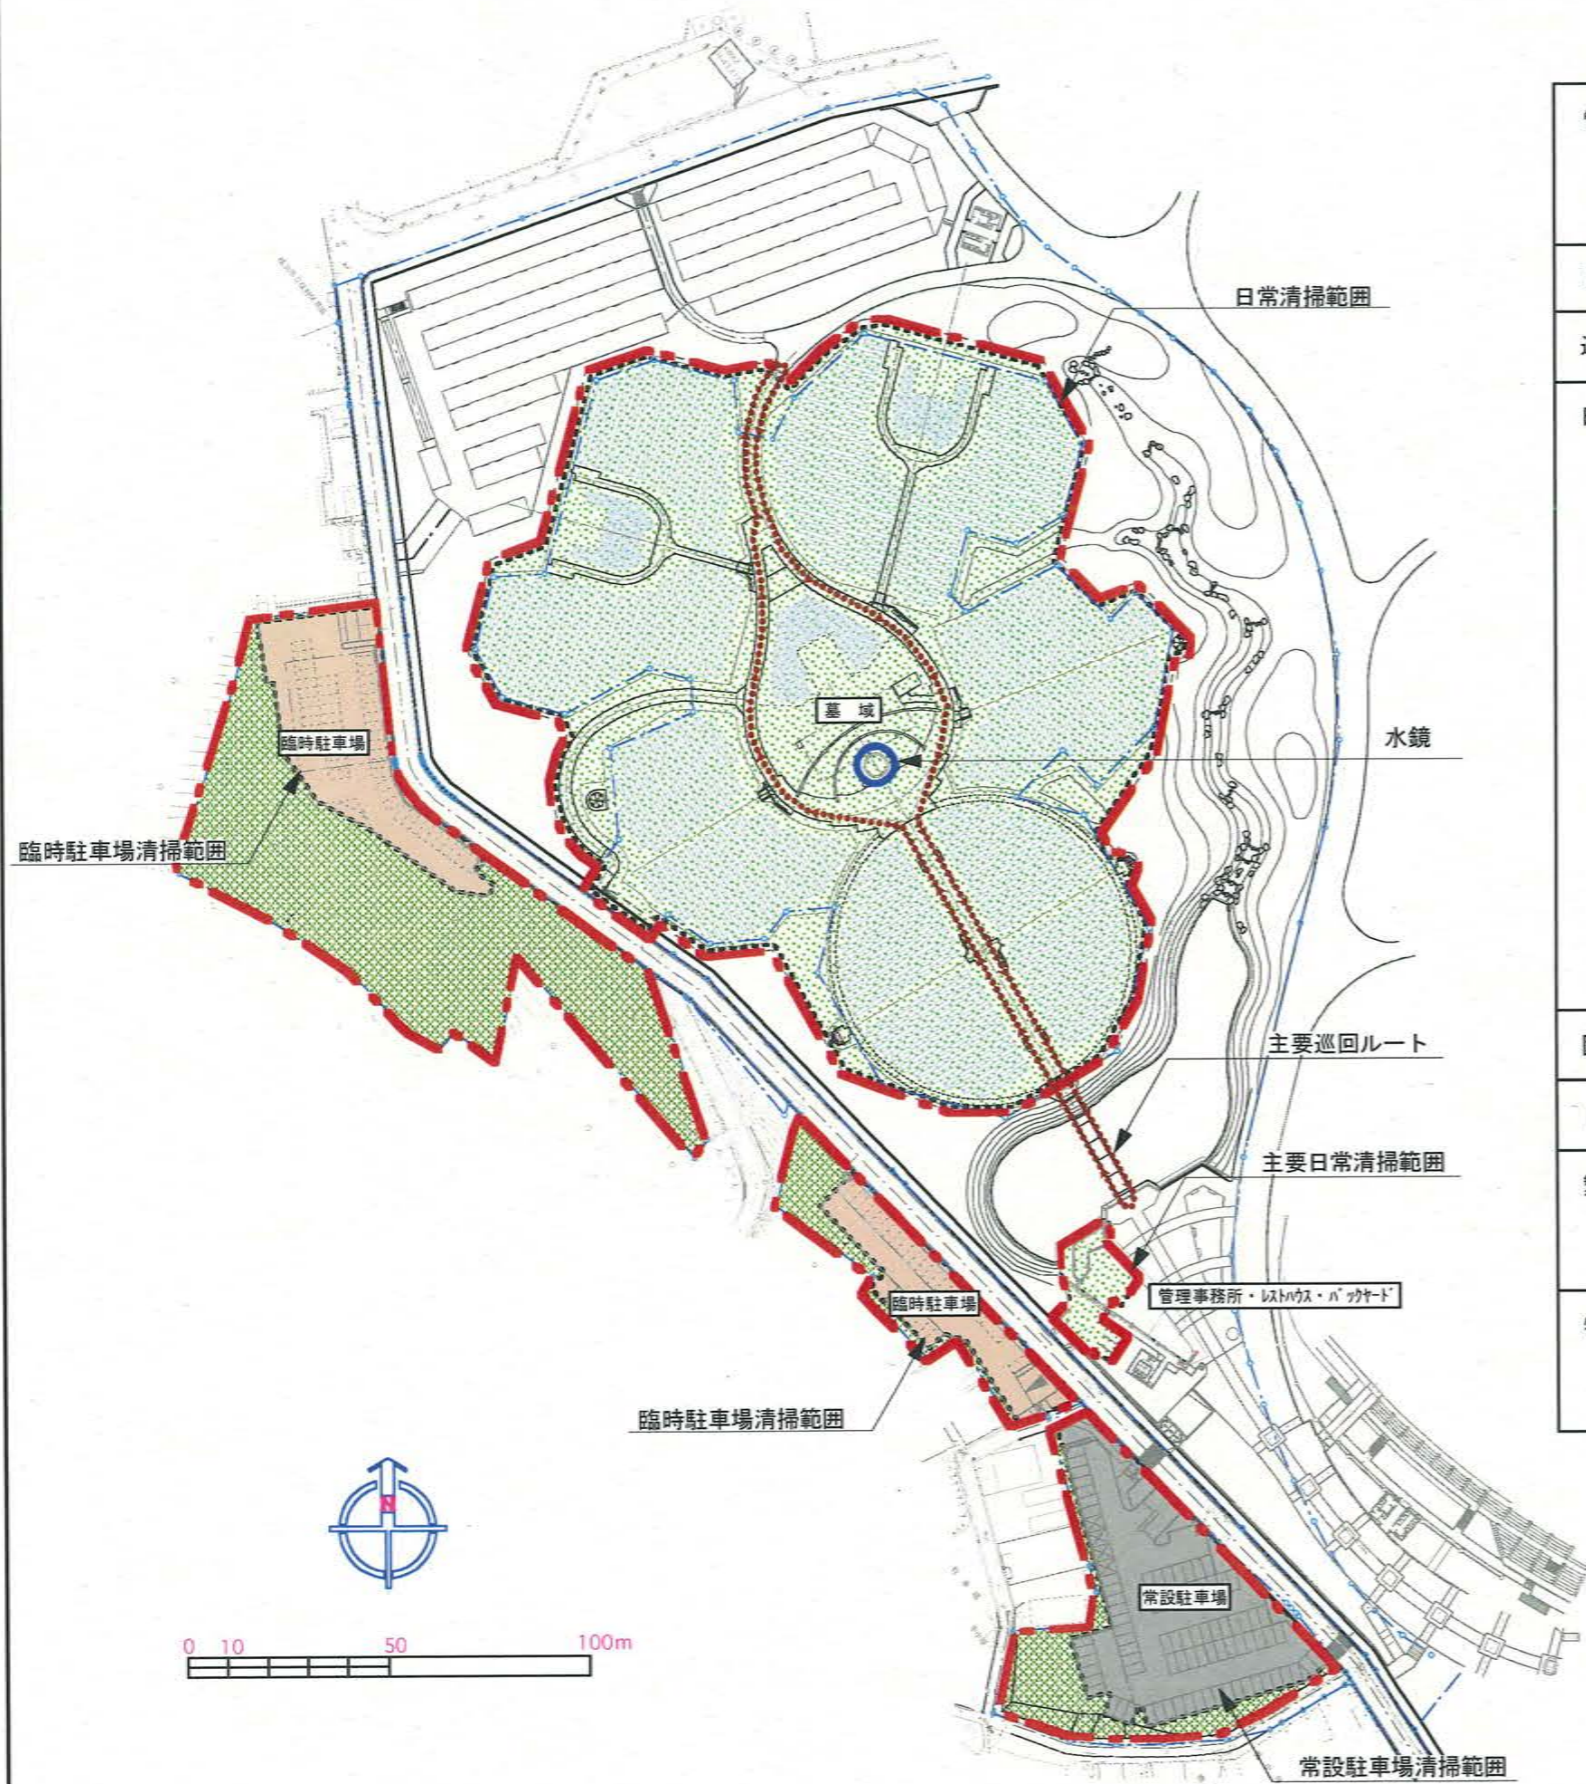 日常清掃範囲
墓 域
水鏡
臨時駐車場
臨時駐車場清掃範囲
主要巡回ルート
主要日常清掃範囲
管理事務所・ﾚｽﾄﾊｳｽ・ﾊﾞｯｸﾔｰﾄﾞ
臨時駐車場
臨時駐車場清掃範囲
N
常設駐車場
0 10 50 100m
常設駐車場清掃範囲